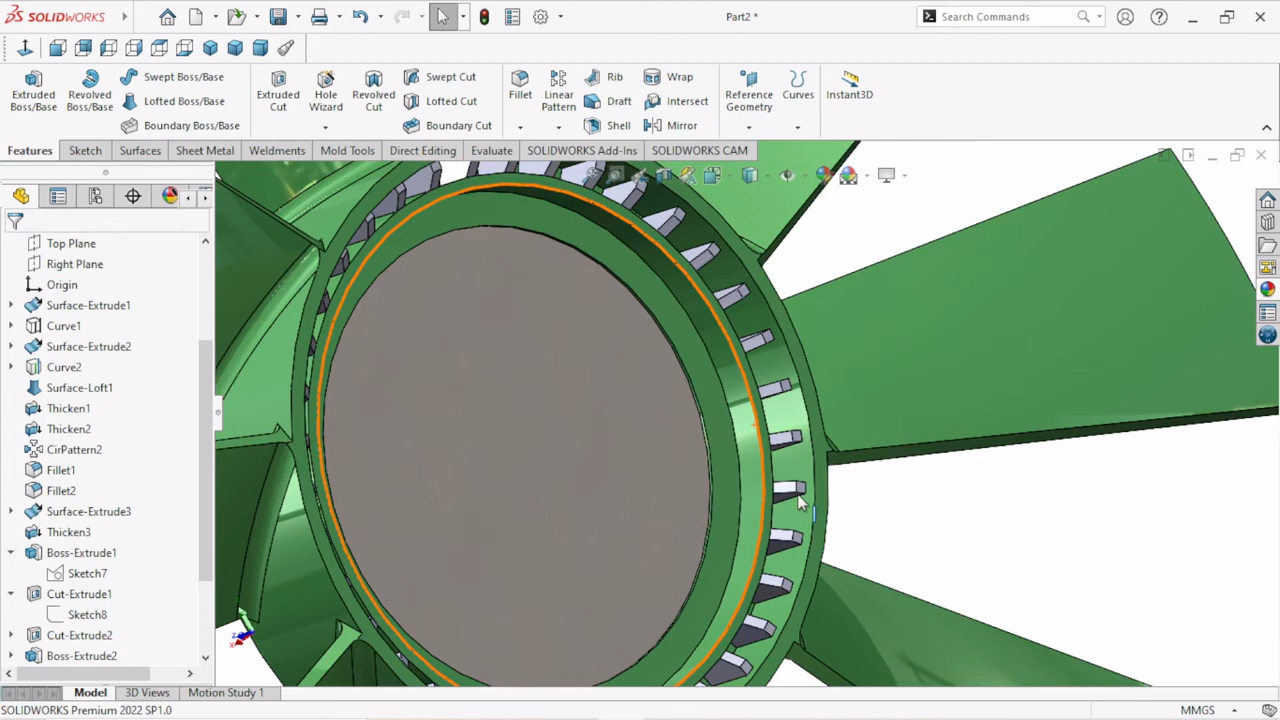 SOLIDWORKS
Part2 *
Search Commands
Extruded Boss/Base
Revolved Boss/Base
Swept Boss/Base
Lofted Boss/Base
Boundary Boss/Base
Extruded Cut
Hole Wizard
Revolved Cut
Swept Cut
Lofted Cut
Boundary Cut
Fillet
Linear Pattern
Rib
Draft
Shell
Wrap
Intersect
Mirror
Reference Geometry
Curves
Instant3D
Features Sketch Surfaces Sheet Metal Weldments Mold Tools Direct Editing Evaluate SOLIDWORKS Add-Ins SOLIDWORKS CAM
Top Plane
Right Plane
Origin
Surface-Extrude1
Curve1
Surface-Extrude2
Curve2
Surface-Loft1
Thicken1
Thicken2
CirPattern2
Fillet1
Fillet2
Surface-Extrude3
Thicken3
Boss-Extrude1
Sketch7
Cut-Extrude1
Sketch8
Cut-Extrude2
Boss-Extrude2
Model 3D Views Motion Study 1
SOLIDWORKS Premium 2022 SP1.0
MMGS